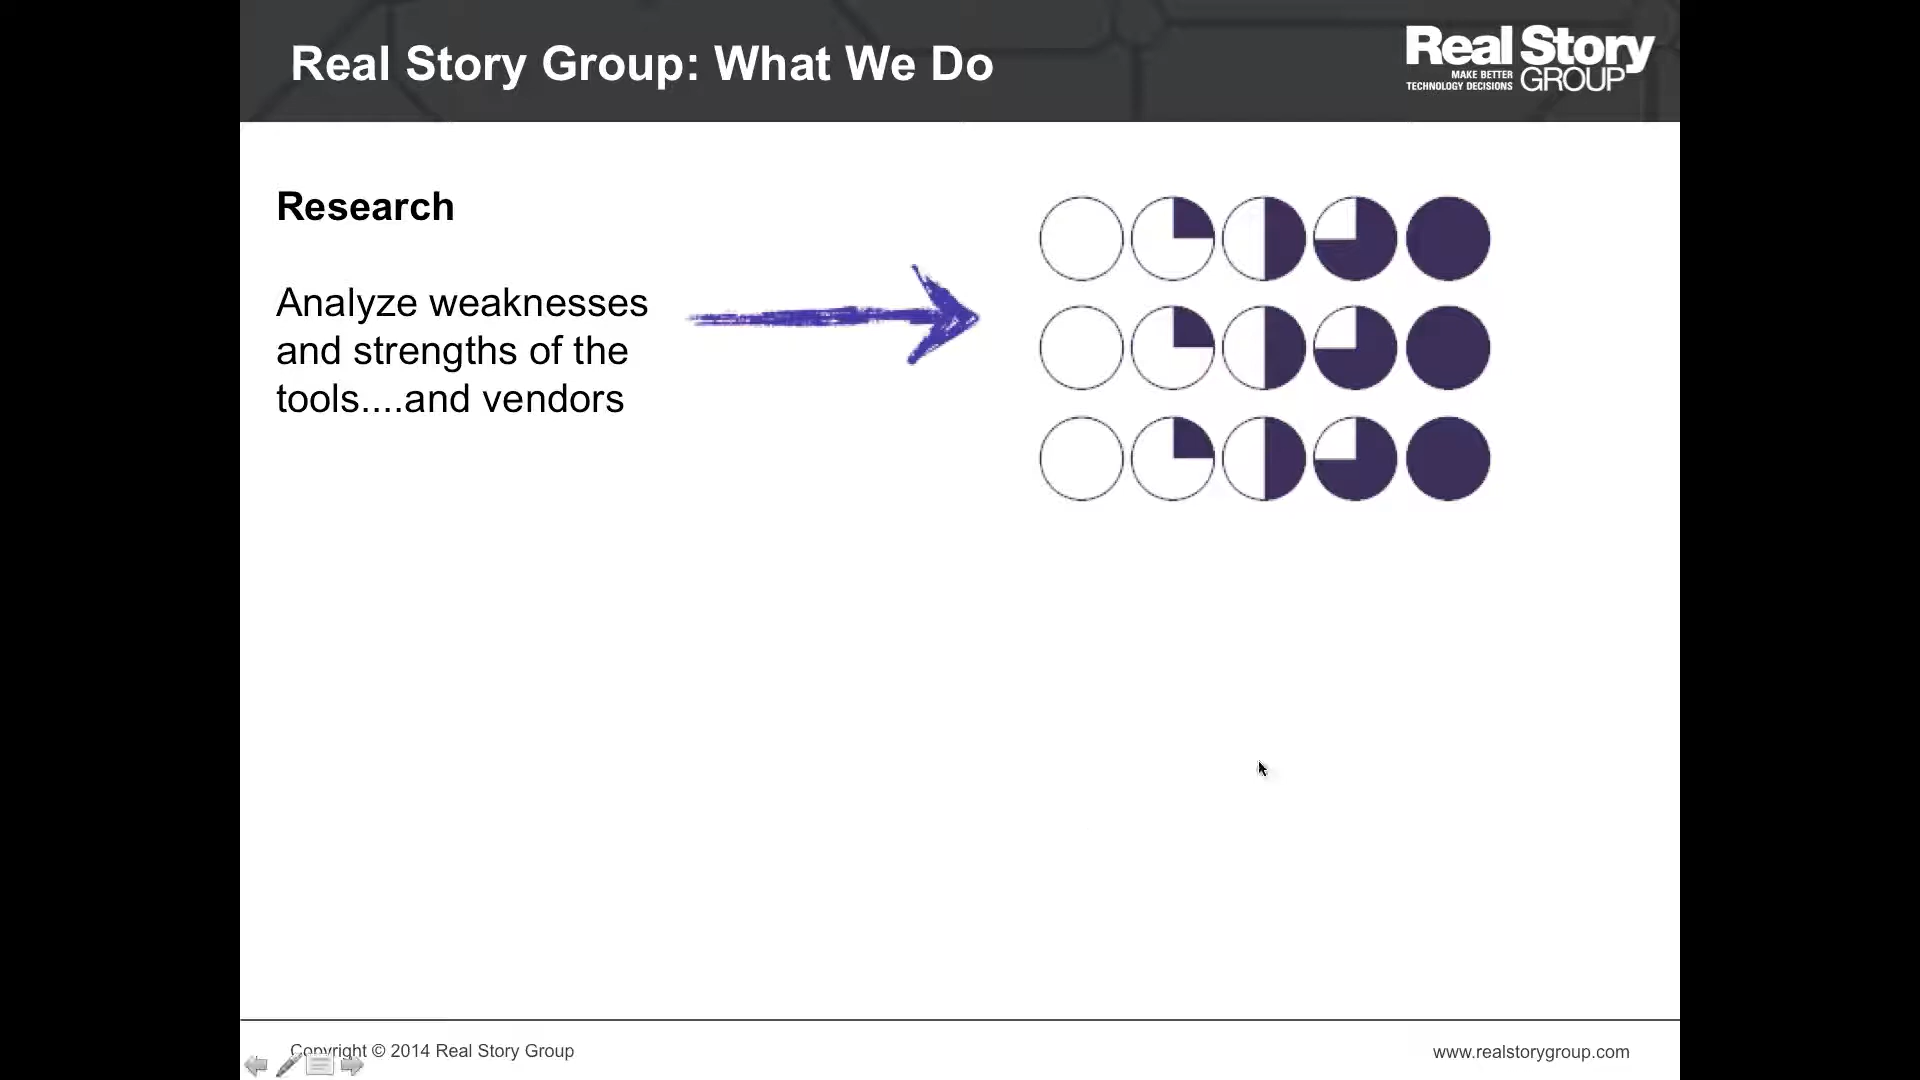 Real Story Group: What We Do
Real Story
MAKE BETTER
TECHNOLOGY DECISIONS
GROUP
Research
Analyze weaknesses
and strengths of the
tools....and vendors
Copyright © 2014 Real Story Group
www.realstorygroup.com